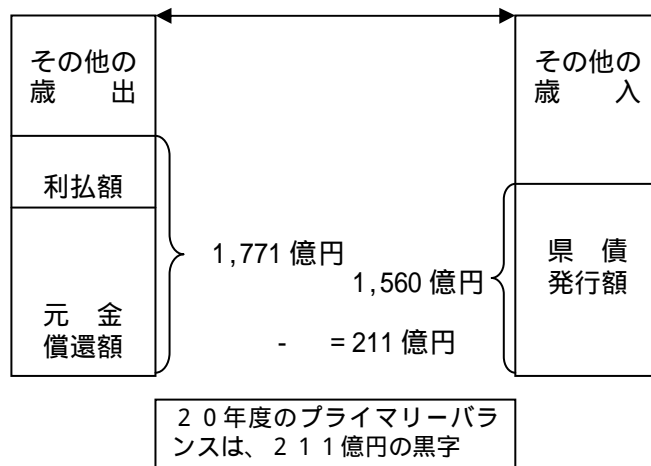 その他の
歳　　出
利払額
元　金
償還額
1,771 億円
1,560 億円
-　　= 211 億円
その他の
歳　　入
県　債
発行額
２０年度のプライマリーバラ
ンスは、２１１億円の黒字